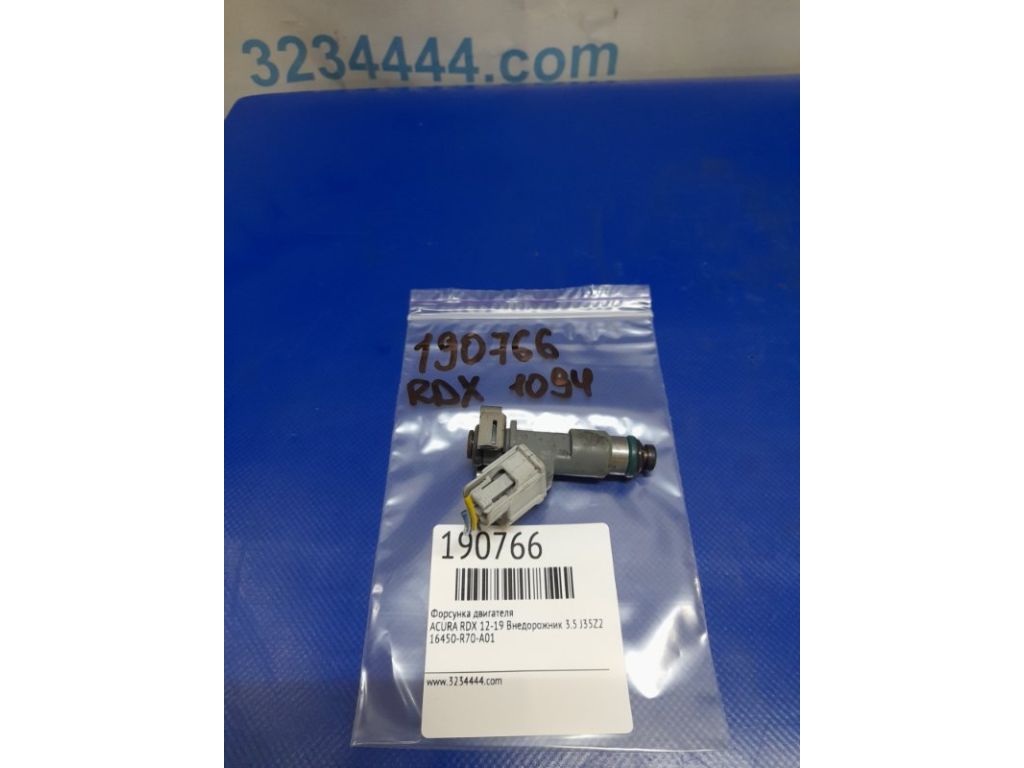 3234444.com
190766
RDX 1094
190766
Форсунка двигателя
ACURA RDX 12-19 Внедорожник 3.5 J35Z2
16450-R70-A01
www.3234444.com